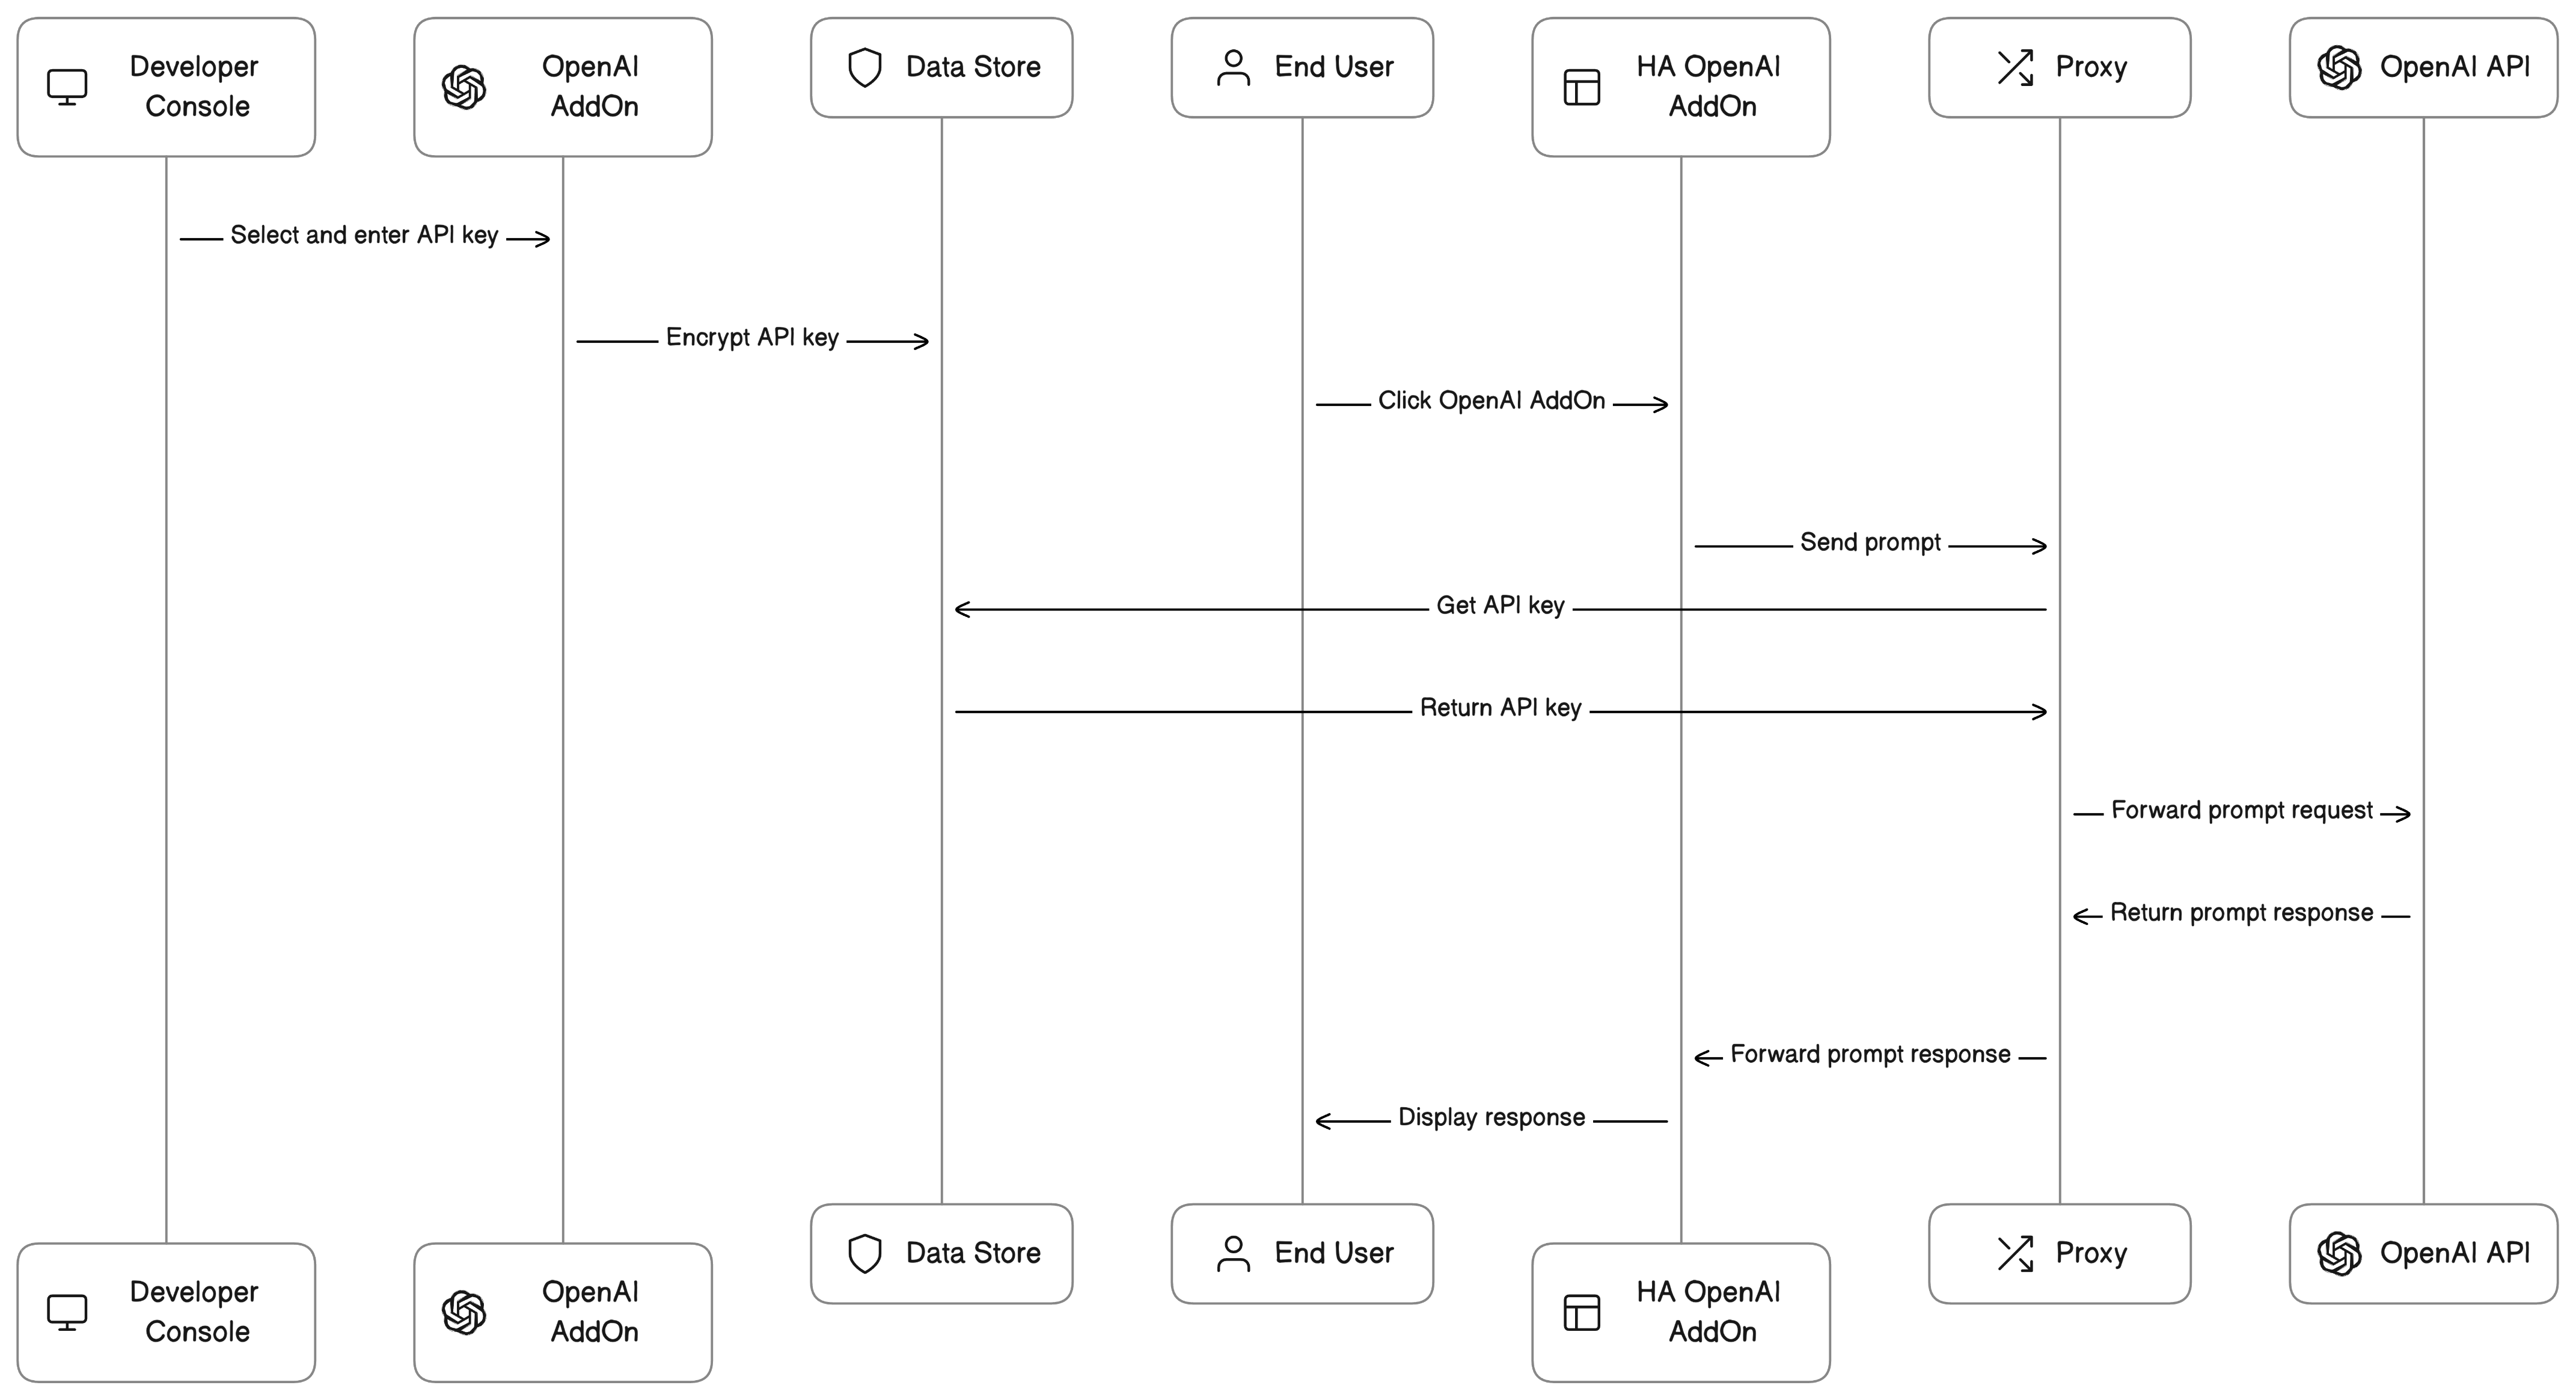 Developer
Console
OpenAI
AddOn
Data Store
End User
HA OpenAI
AddOn
Proxy
OpenAI API
Select and enter API key
Encrypt API key
Click OpenAI AddOn
Send prompt
Get API key
Return API key
Forward prompt request
Return prompt response
Forward prompt response
Display response
Developer
Console
OpenAI
AddOn
Data Store
End User
HA OpenAI
AddOn
Proxy
OpenAI API